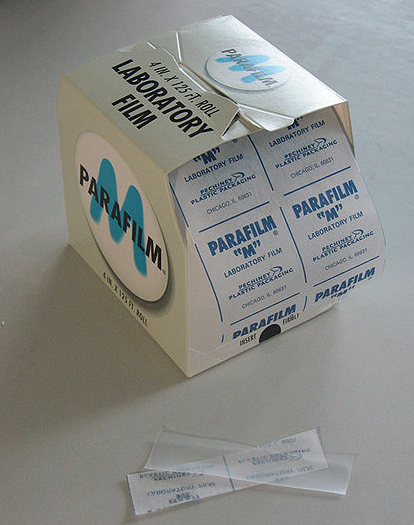 4 IN. X 125 FT. ROLL
LABORATORY
FILM
PARAFILM
M
PARAFILM
M
4 IN. X 125 FT. ROLL
"M"
LABORATORY FILM
PECHINEY
PLASTIC PACKAGING
CHICAGO, IL 60631
"M"
LABORATORY FILM
PECHINEY
PLASTIC PACKAGING
CHICAGO, IL 60631
PARAFILM®
"M"
LABORATORY FILM
PECHINEY
PLASTIC PACKAGING
CHICAGO, IL 60631
PARAFILM®
"M"
LABORATORY FILM
PECHINEY
PLASTIC PACKAGING
CHICAGO, IL 60631
PARAFILM
PARAFILM
"M"
INSERT FIRMLY